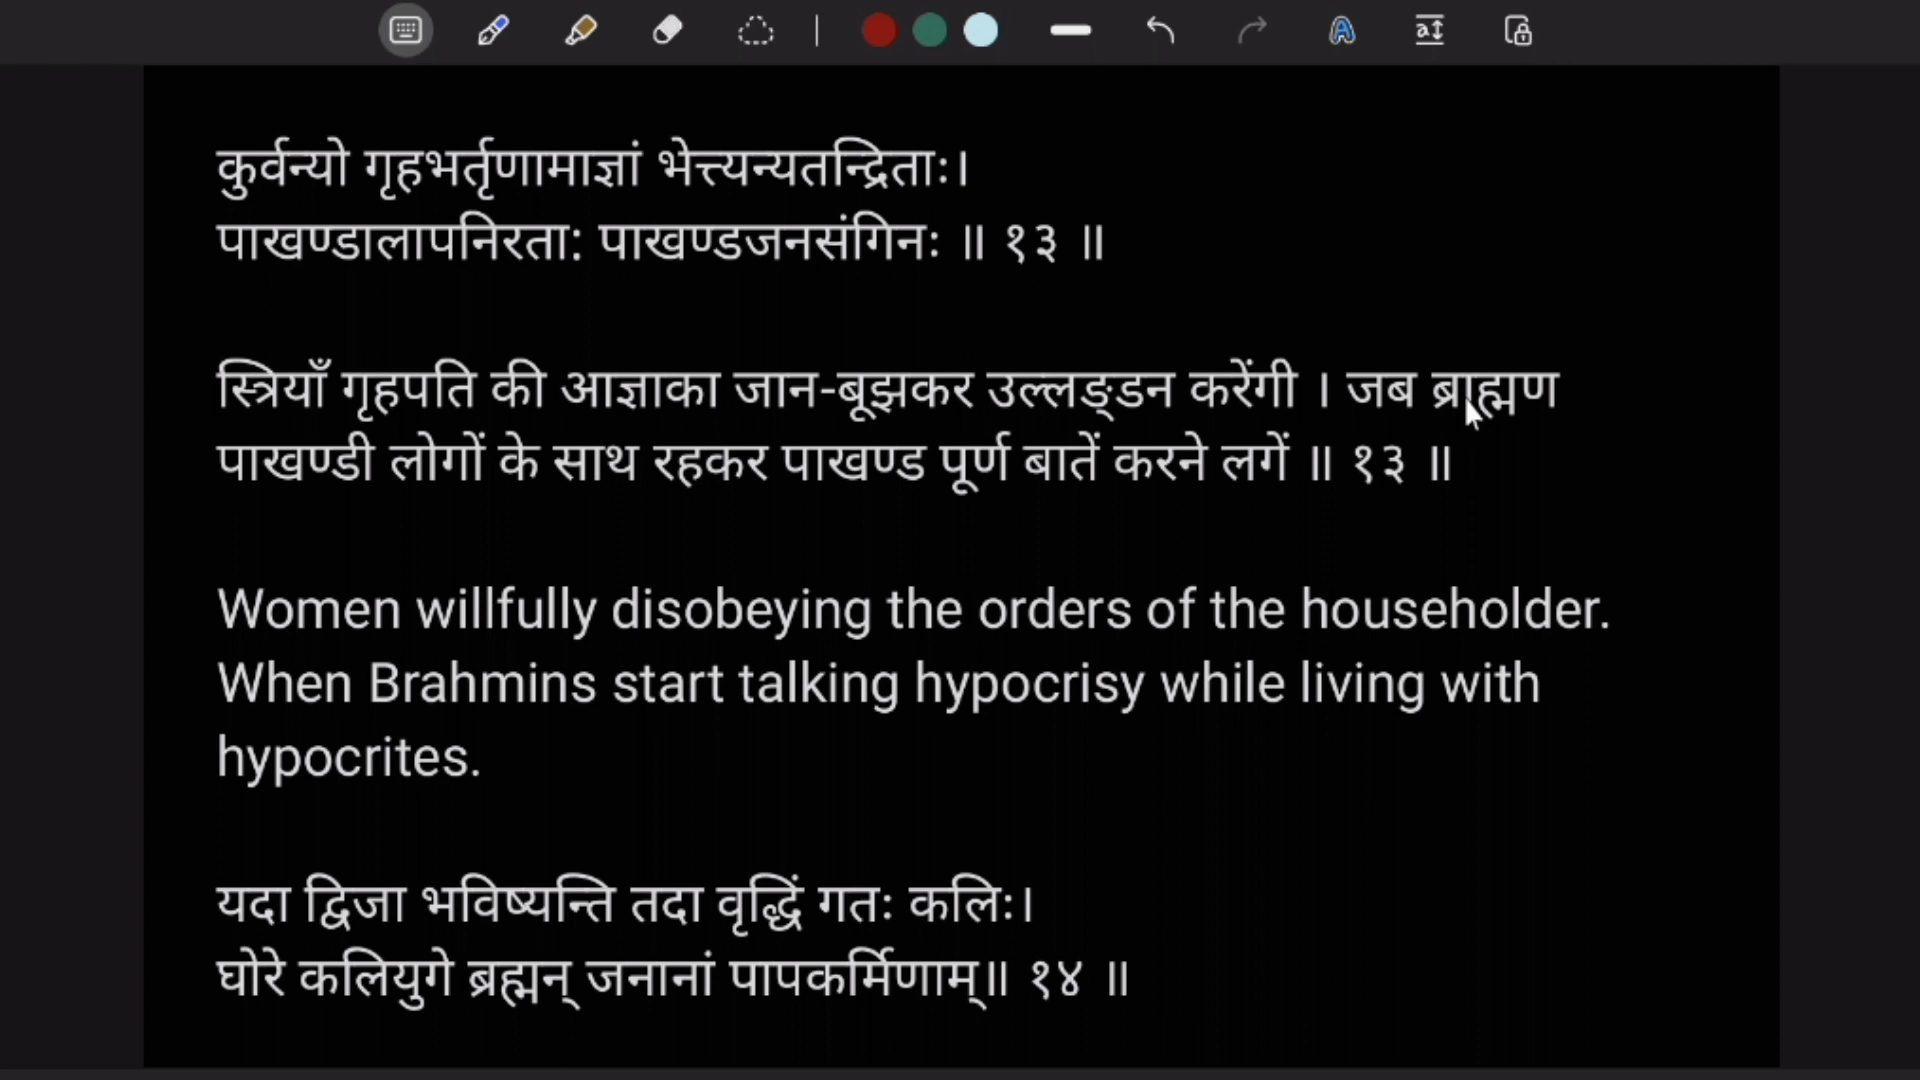 कुर्वन्यो गृहभर्तृणामाज्ञां भेत्त्यन्यतन्द्रिताः।
पाखण्डालापनिरता: पाखण्डजनसंगिनः ॥ १३ ॥
स्त्रियाँ गृहपति की आज्ञाका जान-बूझकर उल्लङ्डन करेंगी । जब ब्राह्मण
पाखण्डी लोगों के साथ रहकर पाखण्ड पूर्ण बातें करने लगें ॥ १३ ॥
Women willfully disobeying the orders of the householder.
When Brahmins start talking hypocrisy while living with
hypocrites.
यदा द्विजा भविष्यन्ति तदा वृद्धिं गतः कलिः।
घोरे कलियुगे ब्रह्मन् जनानां पापकर्मिणाम्॥ १४ ॥